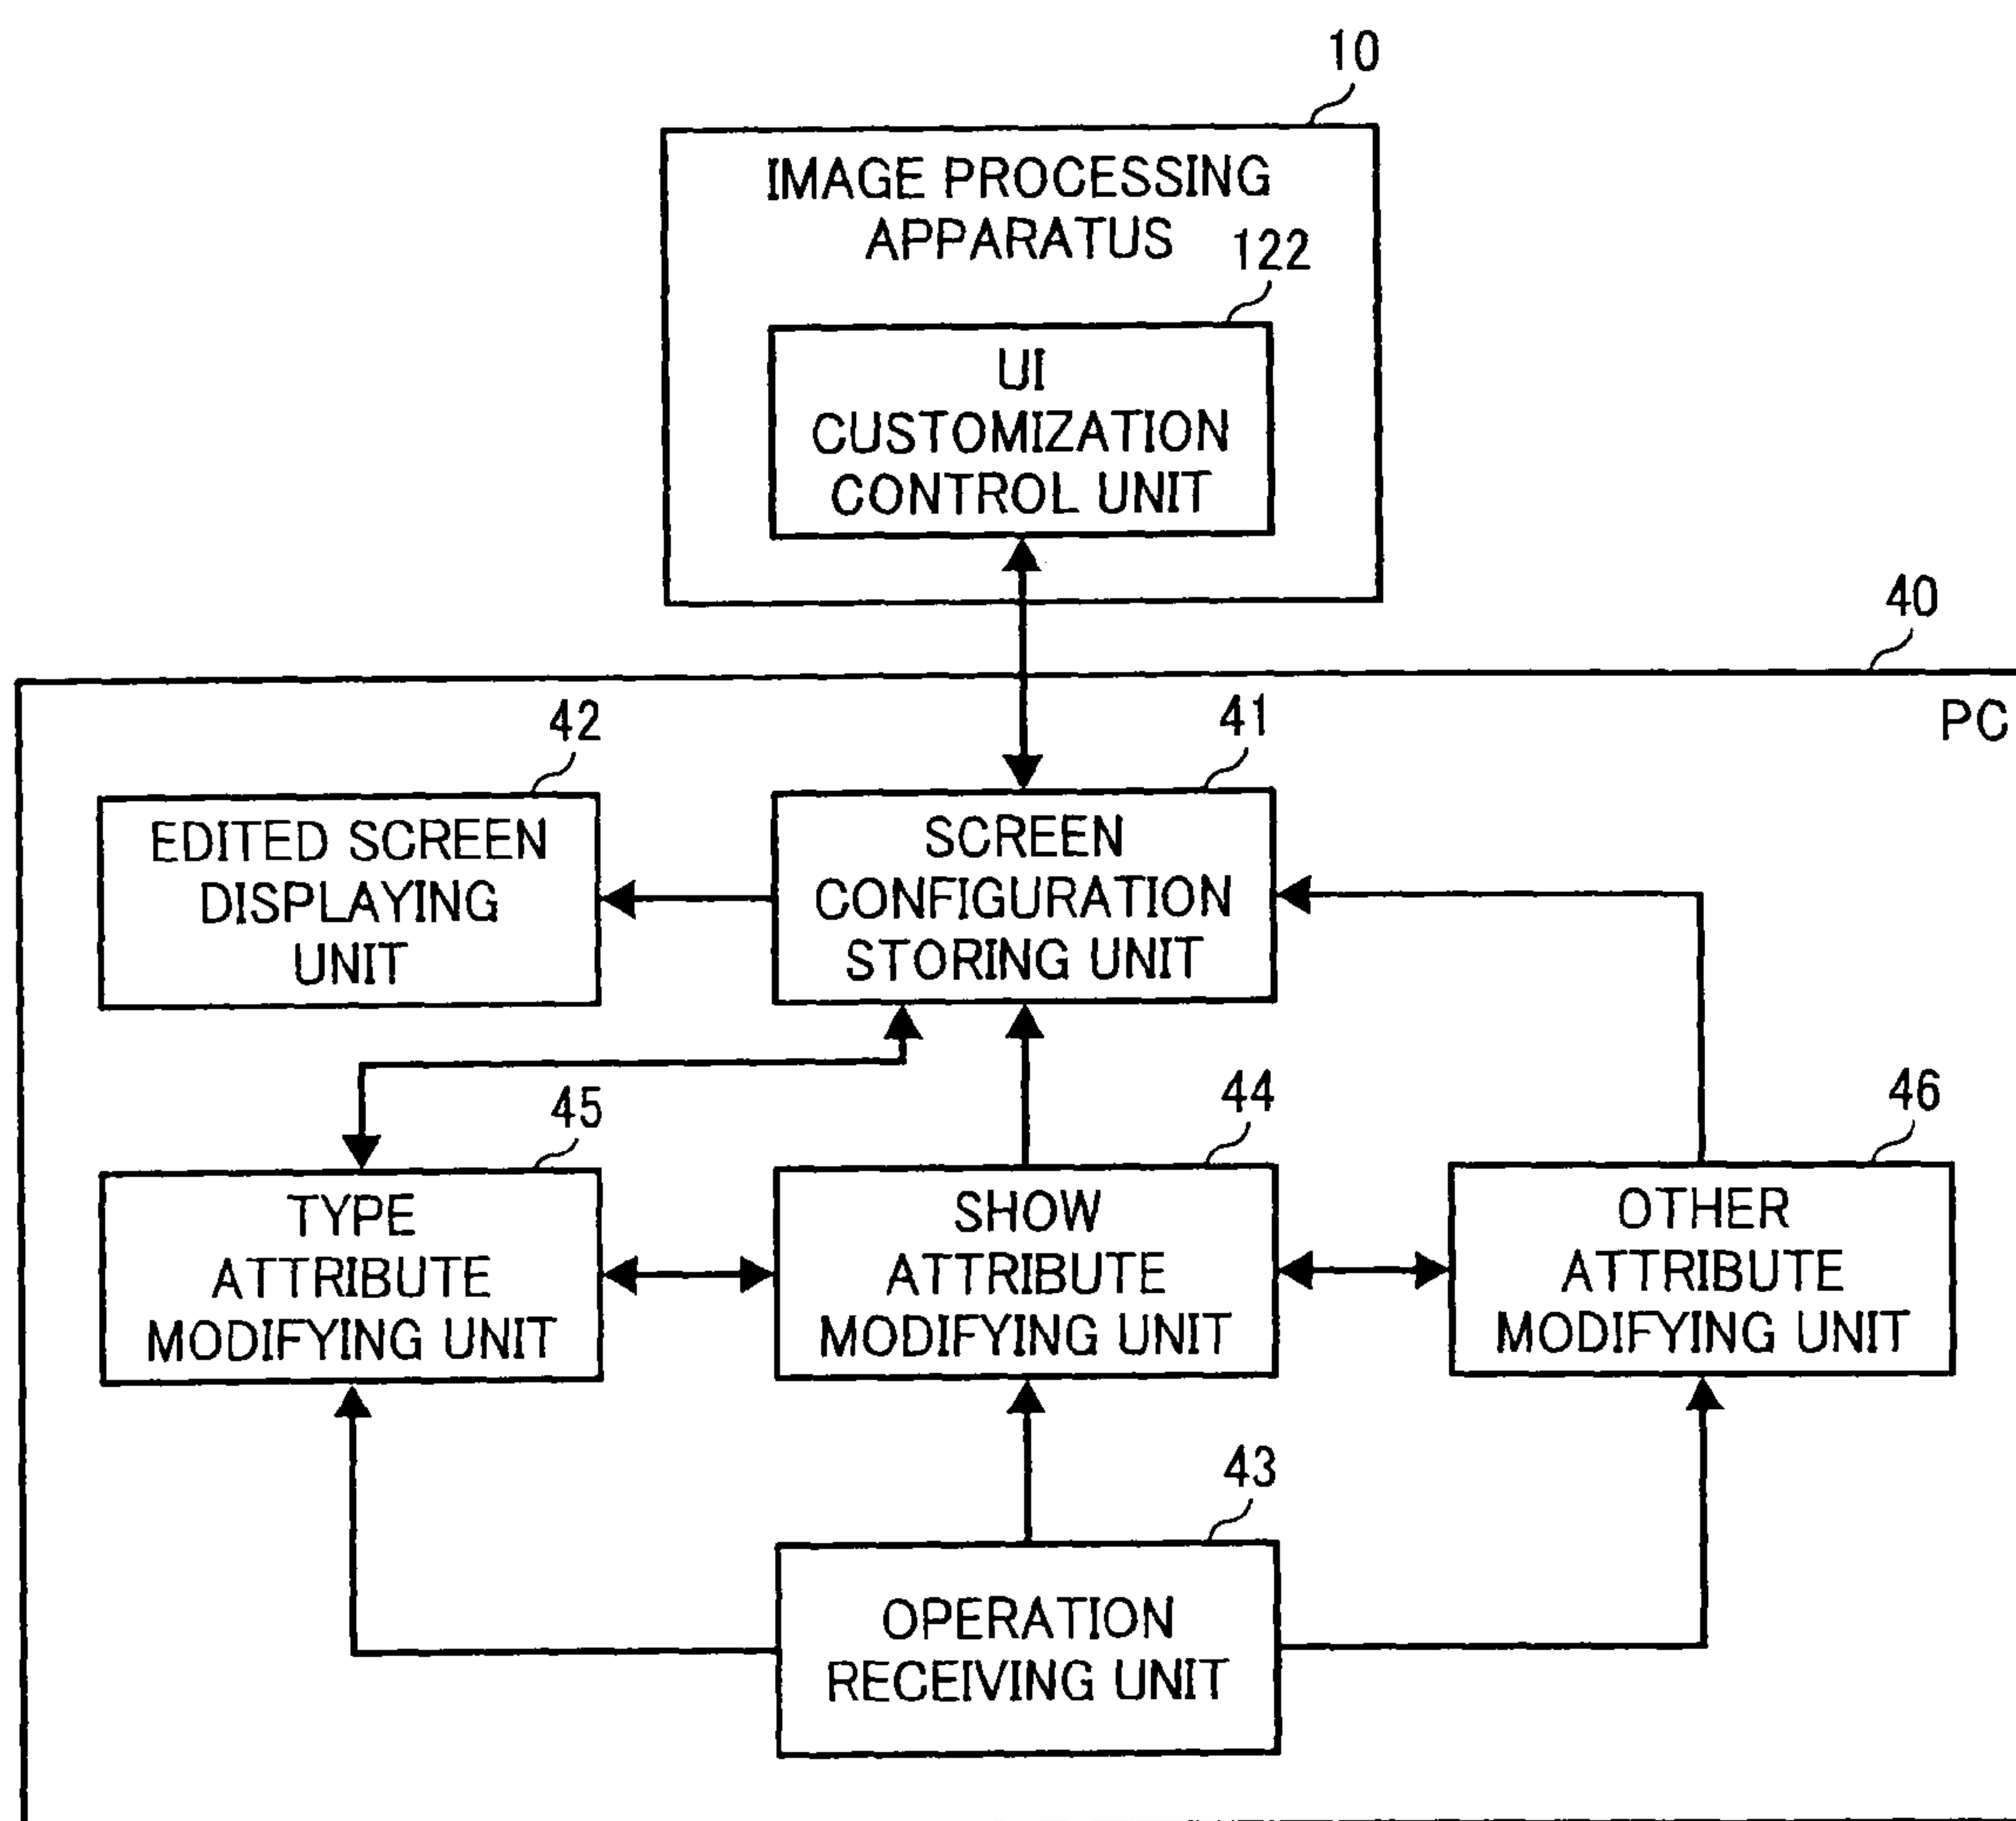 10
IMAGE PROCESSING
APPARATUS
122
UI
CUSTOMIZATION
CONTROL UNIT
40
PC
42
EDITED SCREEN
DISPLAYING
UNIT
41
SCREEN
CONFIGURATION
STORING UNIT
45
TYPE
ATTRIBUTE
MODIFYING UNIT
44
SHOW
ATTRIBUTE
MODIFYING UNIT
46
OTHER
ATTRIBUTE
MODIFYING UNIT
43
OPERATION
RECEIVING UNIT